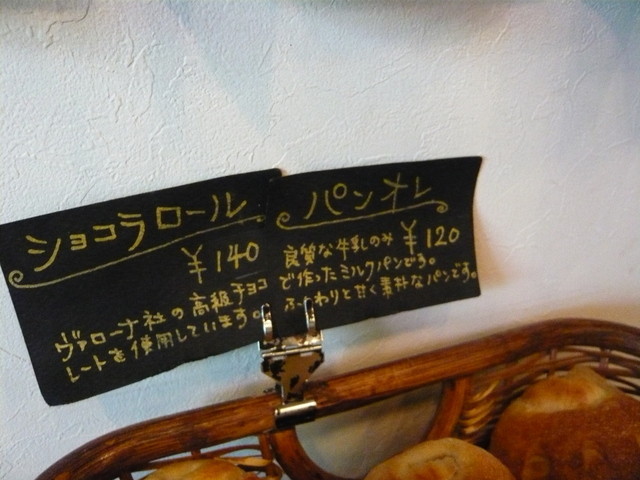 ショコラロール
¥140
ヴァローナ社の高級チョコ
レートを使用しています。
パンオレ
良質な牛乳のみ ¥120
で作ったミルクパンです。
ふんわりと甘く素朴なパンです。